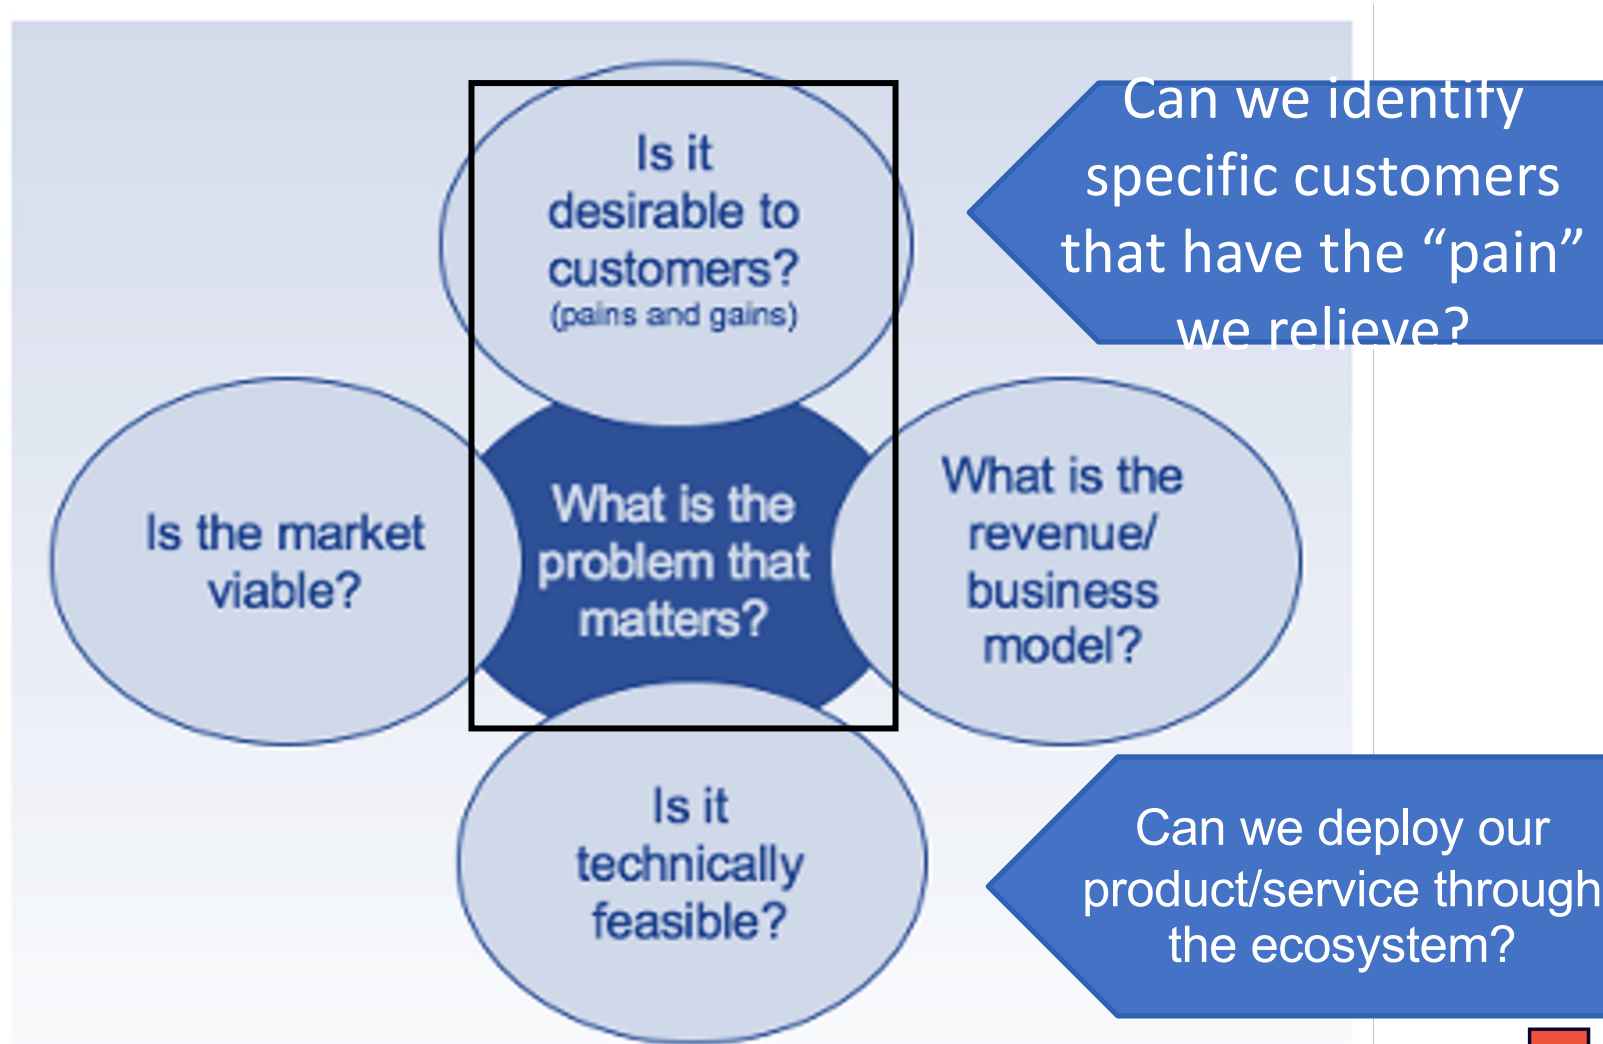 Is it
desirable to
customers?
(pains and gains)
Can we identify
specific customers
that have the “pain”
we relieve?
Is the market
viable?
What is the
problem that
matters?
What is the
revenue/
business
model?
Is it
technically
feasible?
Can we deploy our
product/service through
the ecosystem?